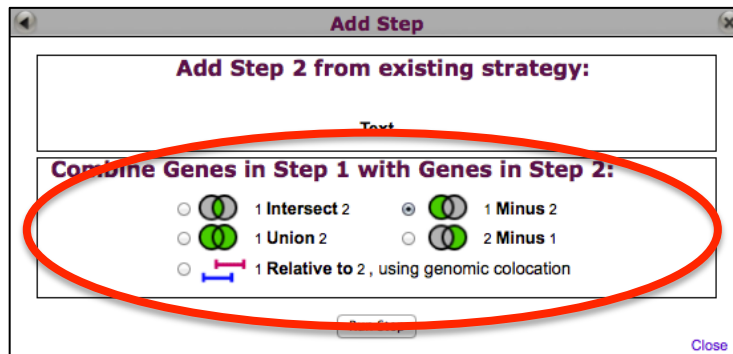 Add Step
Add Step 2 from existing strategy:
Text
Combine Genes in Step 1 with Genes in Step 2:
1 Intersect 2 1 Minus 2
1 Union 2 2 Minus 1
1 Relative to 2 , using genomic colocation
Run Step
Close